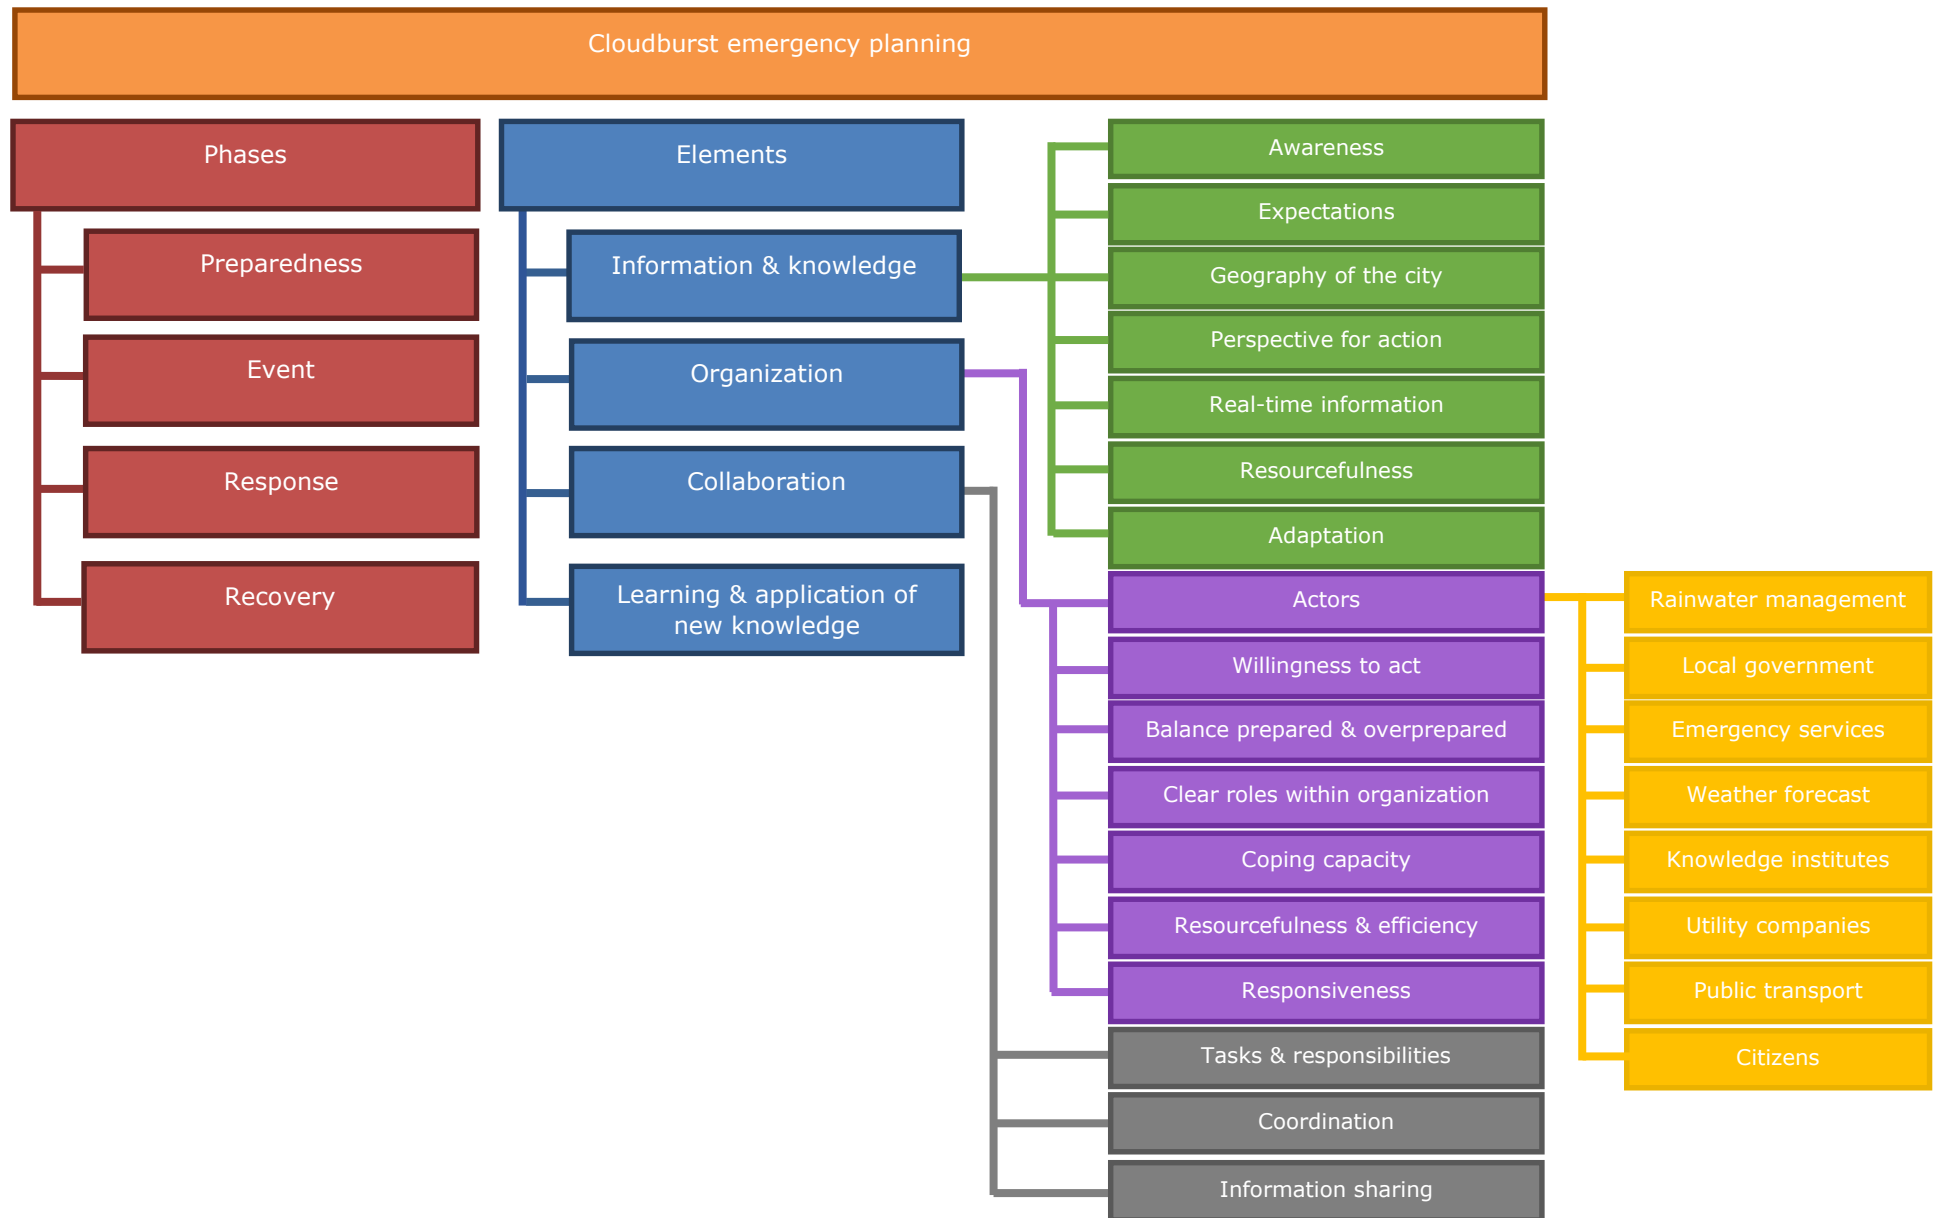 Cloudburst emergency planning
Phases
Preparedness
Event
Response
Recovery
Elements
Information & knowledge
Organization
Collaboration
Learning & application of
new knowledge
Awareness
Expectations
Geography of the city
Perspective for action
Real-time information
Resourcefulness
Adaptation
Actors
Willingness to act
Balance prepared & overprepared
Clear roles within organization
Coping capacity
Resourcefulness & efficiency
Responsiveness
Tasks & responsibilities
Coordination
Information sharing
Rainwater management
Local government
Emergency services
Weather forecast
Knowledge institutes
Utility companies
Public transport
Citizens